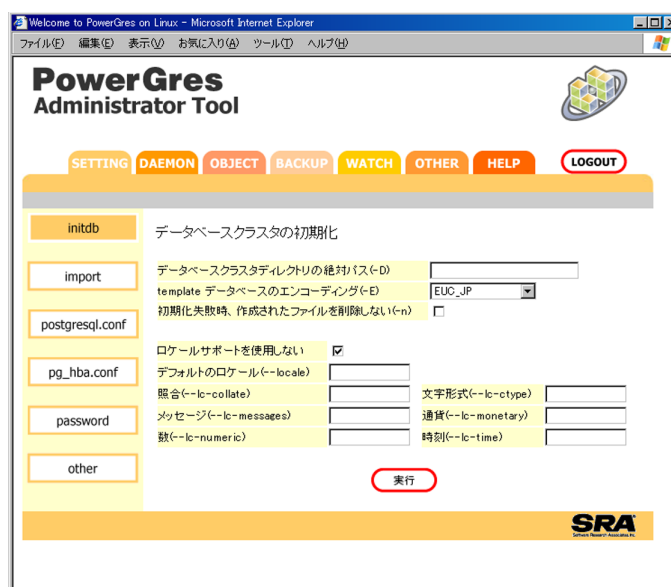 Welcome to PowerGres on Linux - Microsoft Internet Explorer
ファイル(F) 編集(E) 表示(V) お気に入り(A) ツール(T) ヘルプ(H)
PowerGres
Administrator Tool
SETTING DAEMON OBJECT BACKUP WATCH OTHER HELP LOGOUT
initdb
データベースクラスタの初期化
データベースクラスタディレクトリの絶対パス(-D)
import
template データベースのエンコーディング(-E) EUC_JP
初期化失敗時、作成されたファイルを削除しない(-n)
postgresql.conf
ロケールサポートを使用しない
pg_hba.conf
デフォルトのロケール(--locale)
照合(--lc-collate) 文字形式(--lc-ctype)
password
メッセージ(--lc-messages) 通貨(--lc-monetary)
数(--lc-numeric) 時刻(--lc-time)
other
実行
SRA
Software Research Associates, Inc.